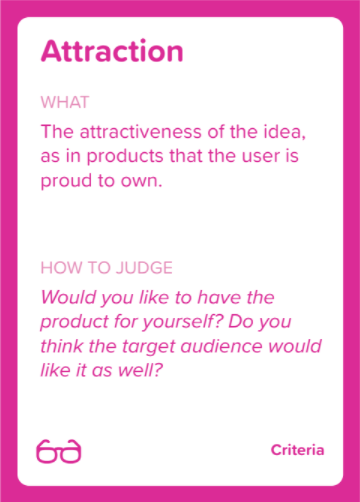 Attraction
WHAT
The attractiveness of the idea,
as in products that the user is
proud to own.
HOW TO JUDGE
Would you like to have the
product for yourself? Do you
think the target audience would
like it as well?
Criteria